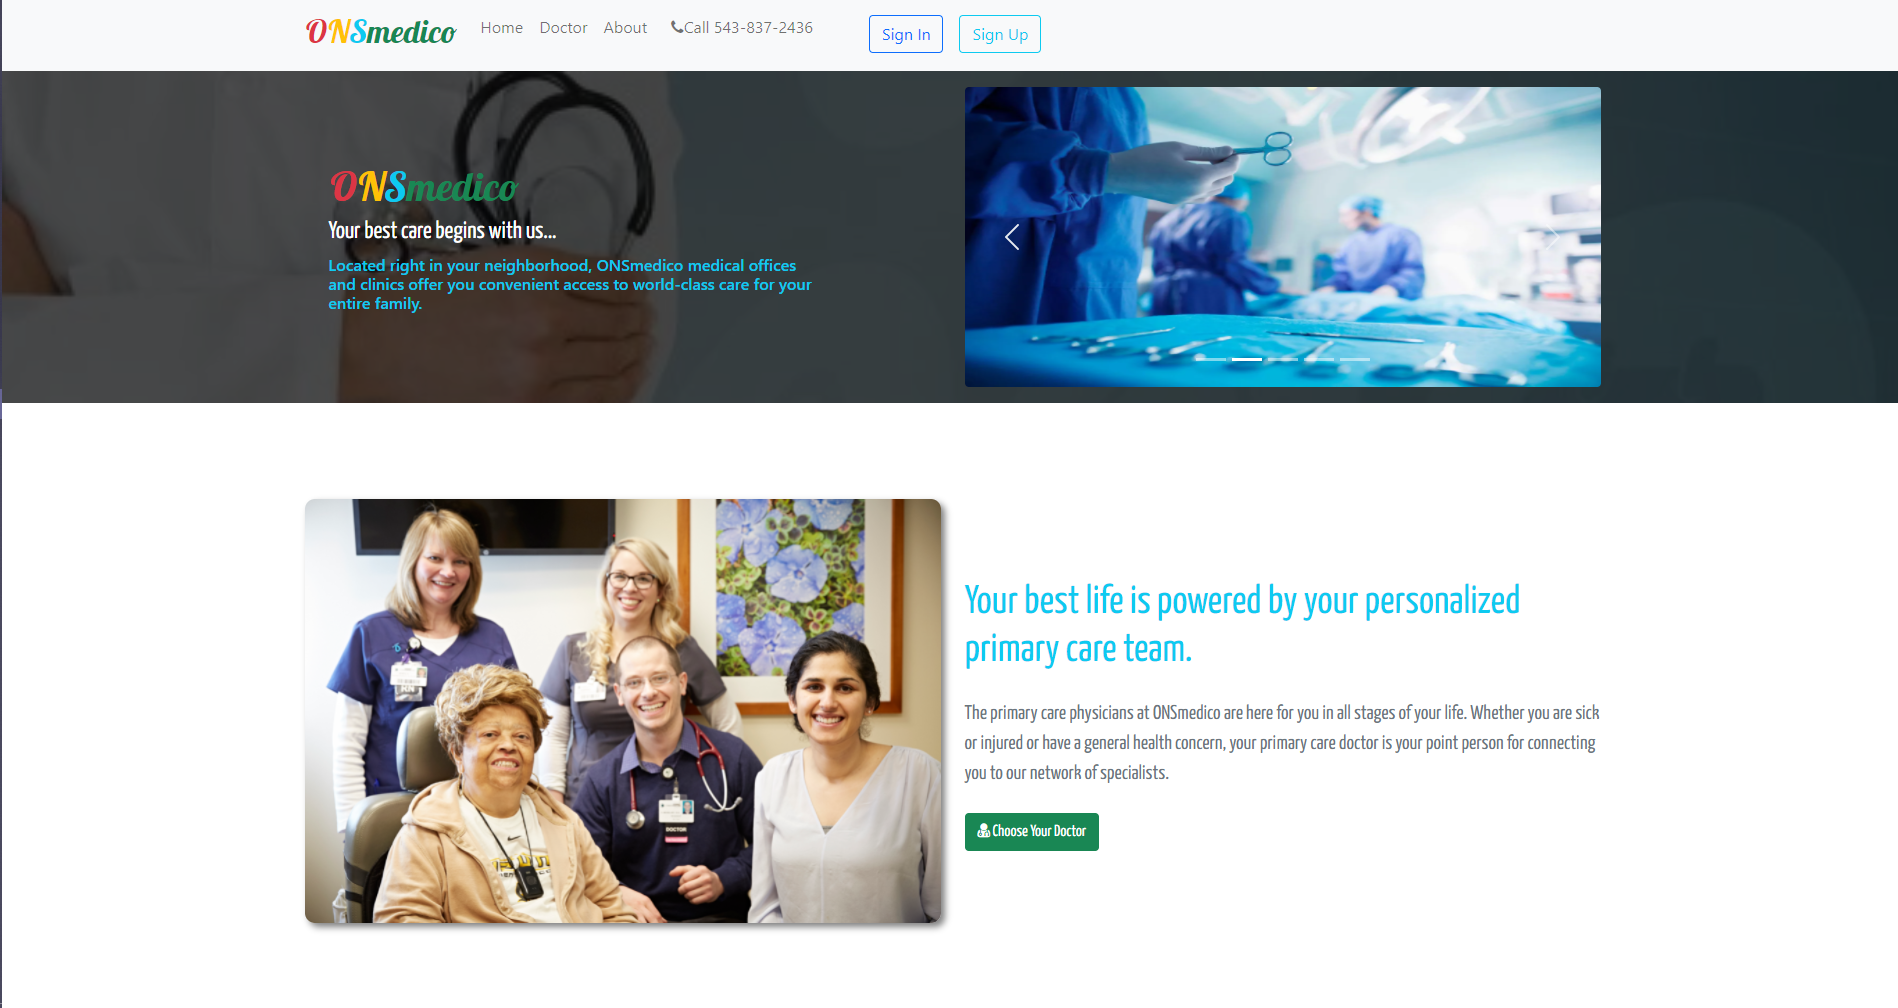 ONSmedico Home Doctor About Call 543-837-2436 Sign In Sign Up
ONSmedico
Your best care begins with us...
Located right in your neighborhood, ONSmedico medical offices
and clinics offer you convenient access to world-class care for your
entire family.
Your best life is powered by your personalized
primary care team.
The primary care physicians at ONSmedico are here for you in all stages of your life. Whether you are sick
or injured or have a general health concern, your primary care doctor is your point person for connecting
you to our network of specialists.
Choose Your Doctor
RN
DOCTOR